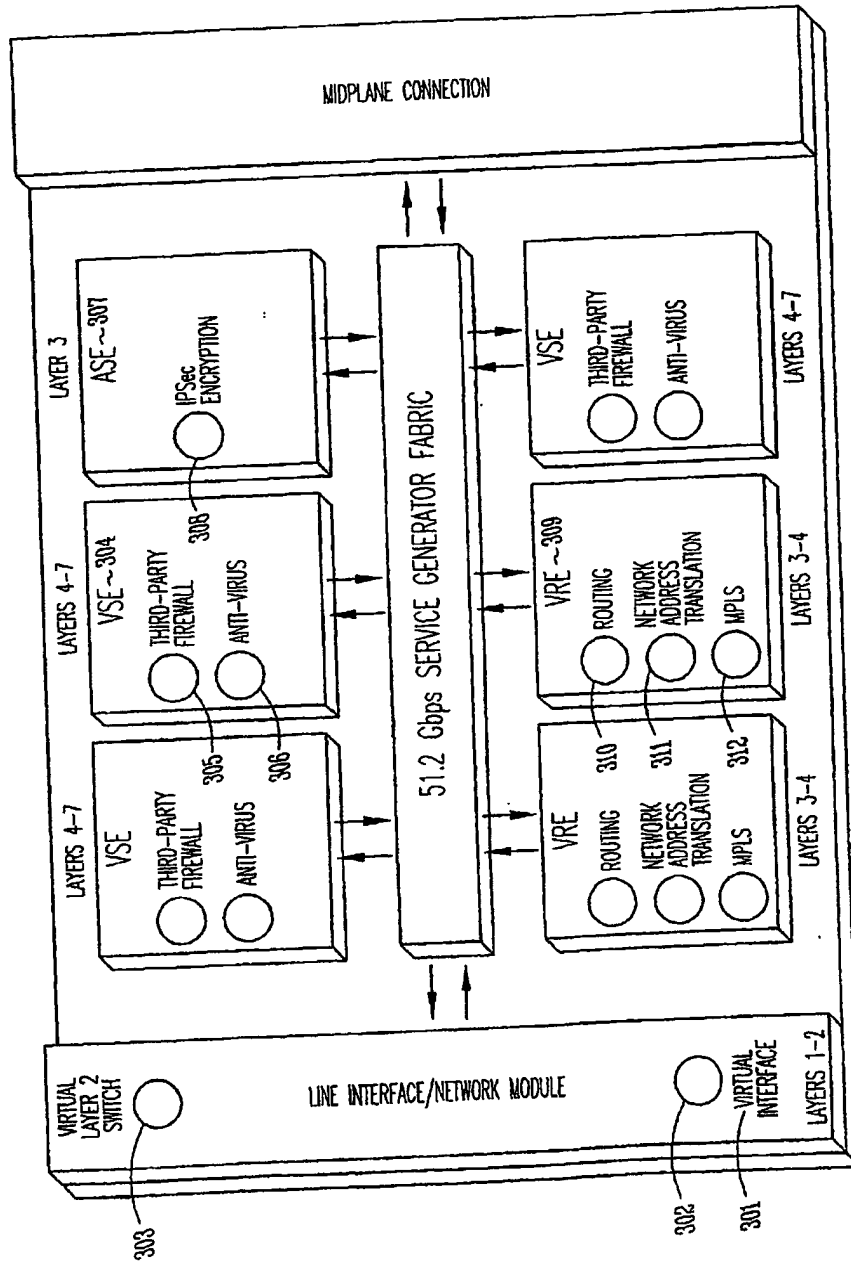 VIRTUAL
LAYER 2
SWITCH
303
LINE INTERFACE/NETWORK MODULE
302
VIRTUAL
INTERFACE
301
LAYERS 1-2
LAYERS 4-7
VSE
THIRD-PARTY
FIREWALL
ANTI-VIRUS
LAYERS 4-7
VSE~304
THIRD-PARTY
FIREWALL
305
ANTI-VIRUS
306
LAYER 3
ASE~307
IPSec
ENCRYPTION
308
51.2 Gbps SERVICE GENERATOR FABRIC
VRE
ROUTING
NETWORK
ADDRESS
TRANSLATION
MPLS
LAYERS 3-4
VRE~309
ROUTING
310
NETWORK
ADDRESS
TRANSLATION
311
MPLS
312
LAYERS 3-4
VSE
THIRD-PARTY
FIREWALL
ANTI-VIRUS
LAYERS 4-7
MIDPLANE CONNECTION